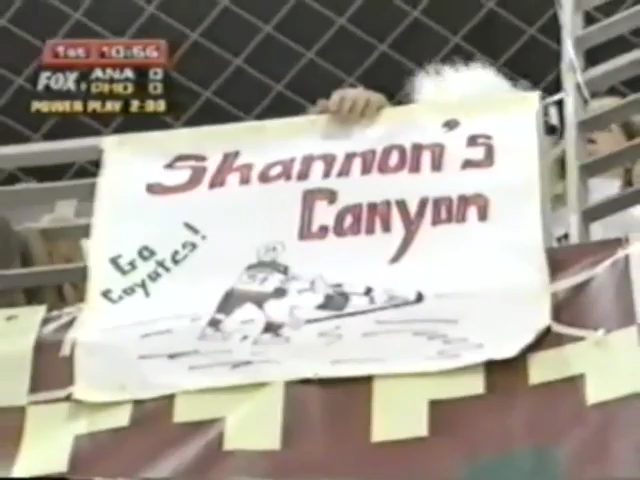 1st 10:56
FOX ANA 0
PHO 0
POWER PLAY 2:00
Shannon's
Canyon
Go
Coyotes!